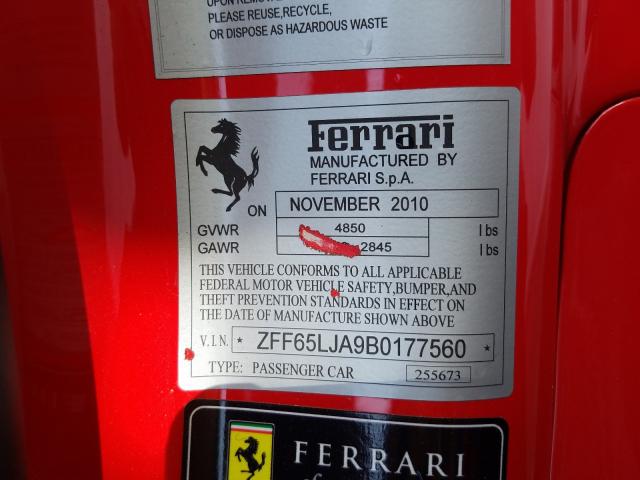 PLEASE REUSE,RECYCLE,
OR DISPOSE AS HAZARDOUS WASTE
Ferrari
MANUFACTURED BY
FERRARI S.p.A.
ON NOVEMBER 2010
GVWR 4850 lbs
GAWR 2845 lbs
THIS VEHICLE CONFORMS TO ALL APPLICABLE
FEDERAL MOTOR VEHICLE SAFETY,BUMPER,AND
THEFT PREVENTION STANDARDS IN EFFECT ON
THE DATE OF MANUFACTURE SHOWN ABOVE
V.I.N. * ZFF65LJA9B0177560 *
TYPE: PASSENGER CAR 255673
FERRARI